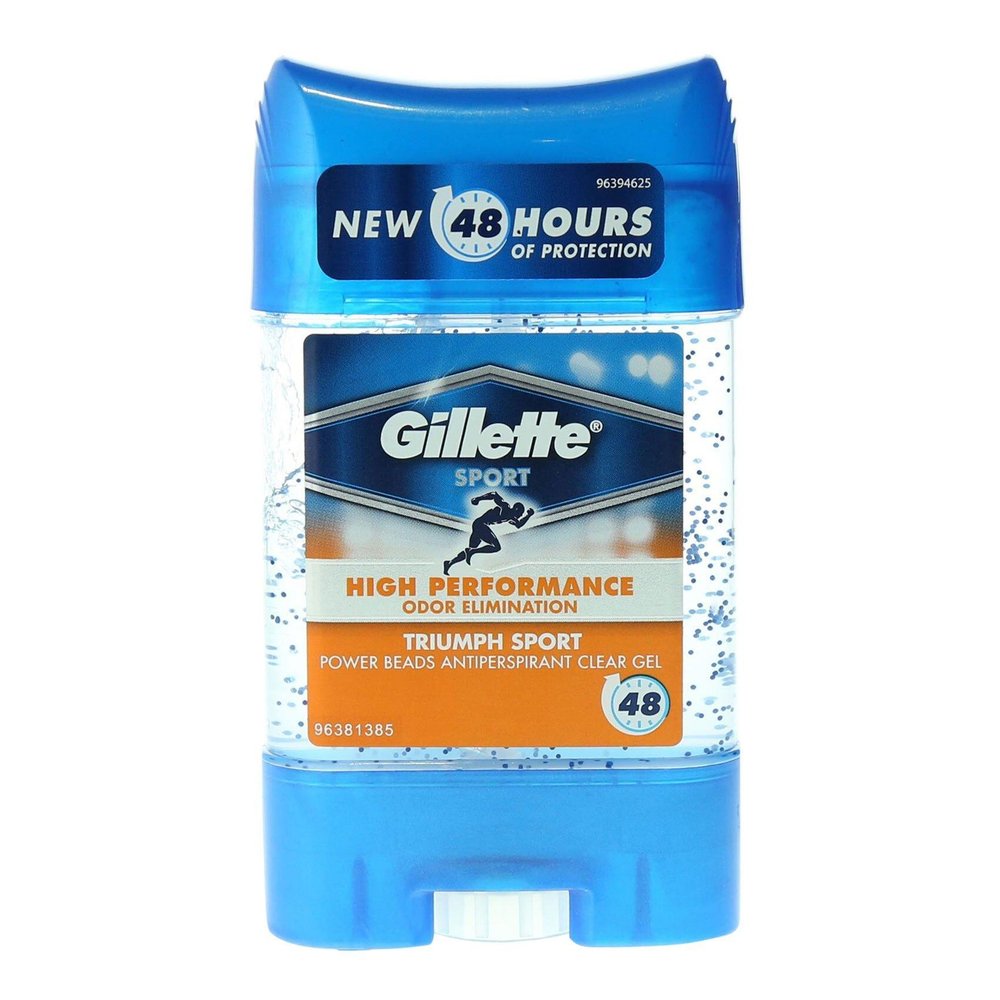 96394625
NEW 48 HOURS
OF PROTECTION
Gillette®
SPORT
HIGH PERFORMANCE
ODOR ELIMINATION
TRIUMPH SPORT
POWER BEADS ANTIPERSPIRANT CLEAR GEL
48
96381385